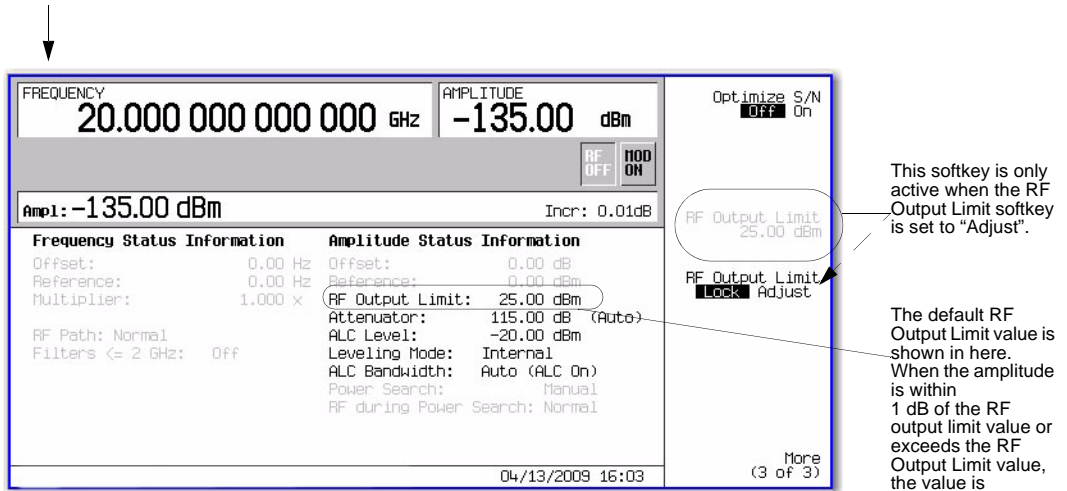 FREQUENCY
20.000 000 000 000 GHz
AMPLITUDE
-135.00 dBm
RF OFF
MOD ON
Ampl: -135.00 dBm
Incr: 0.01dB
Frequency Status Information
Offset: 0.00 Hz
Reference: 0.00 Hz
Multiplier: 1.000 x
RF Path: Normal
Filters <= 2 GHz: Off
Amplitude Status Information
Offset: 0.00 dB
Reference: 0.00 dBm
RF Output Limit: 25.00 dBm
Attenuator: 115.00 dB (Auto)
ALC Level: -20.00 dBm
Leveling Mode: Internal
ALC Bandwidth: Auto (ALC On)
Power Search: Manual
RF during Power Search: Normal
04/13/2009 16:03
Optimize S/N
Off On
RF Output Limit
25.00 dBm
RF Output Limit
Lock Adjust
More
(3 of 3)
This softkey is only
active when the RF
Output Limit softkey
is set to “Adjust”.
The default RF
Output Limit value is
shown in here.
When the amplitude
is within
1 dB of the RF
output limit value or
exceeds the RF
Output Limit value,
the value is